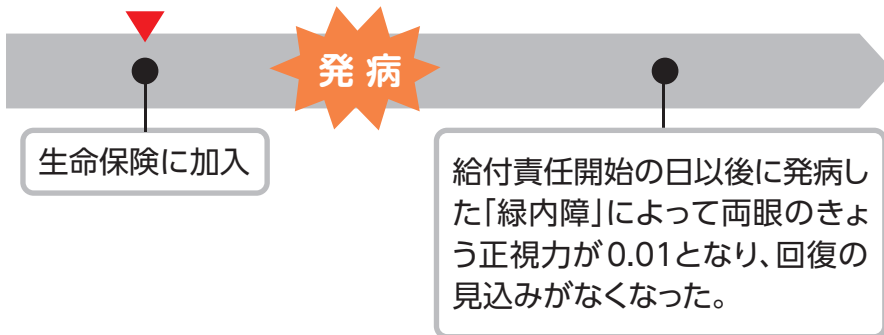 発病
生命保険に加入
給付責任開始の日以後に発病し
た「緑内障」によって両眼のきょ
う正視力が0.01となり、回復の
見込みがなくなった。